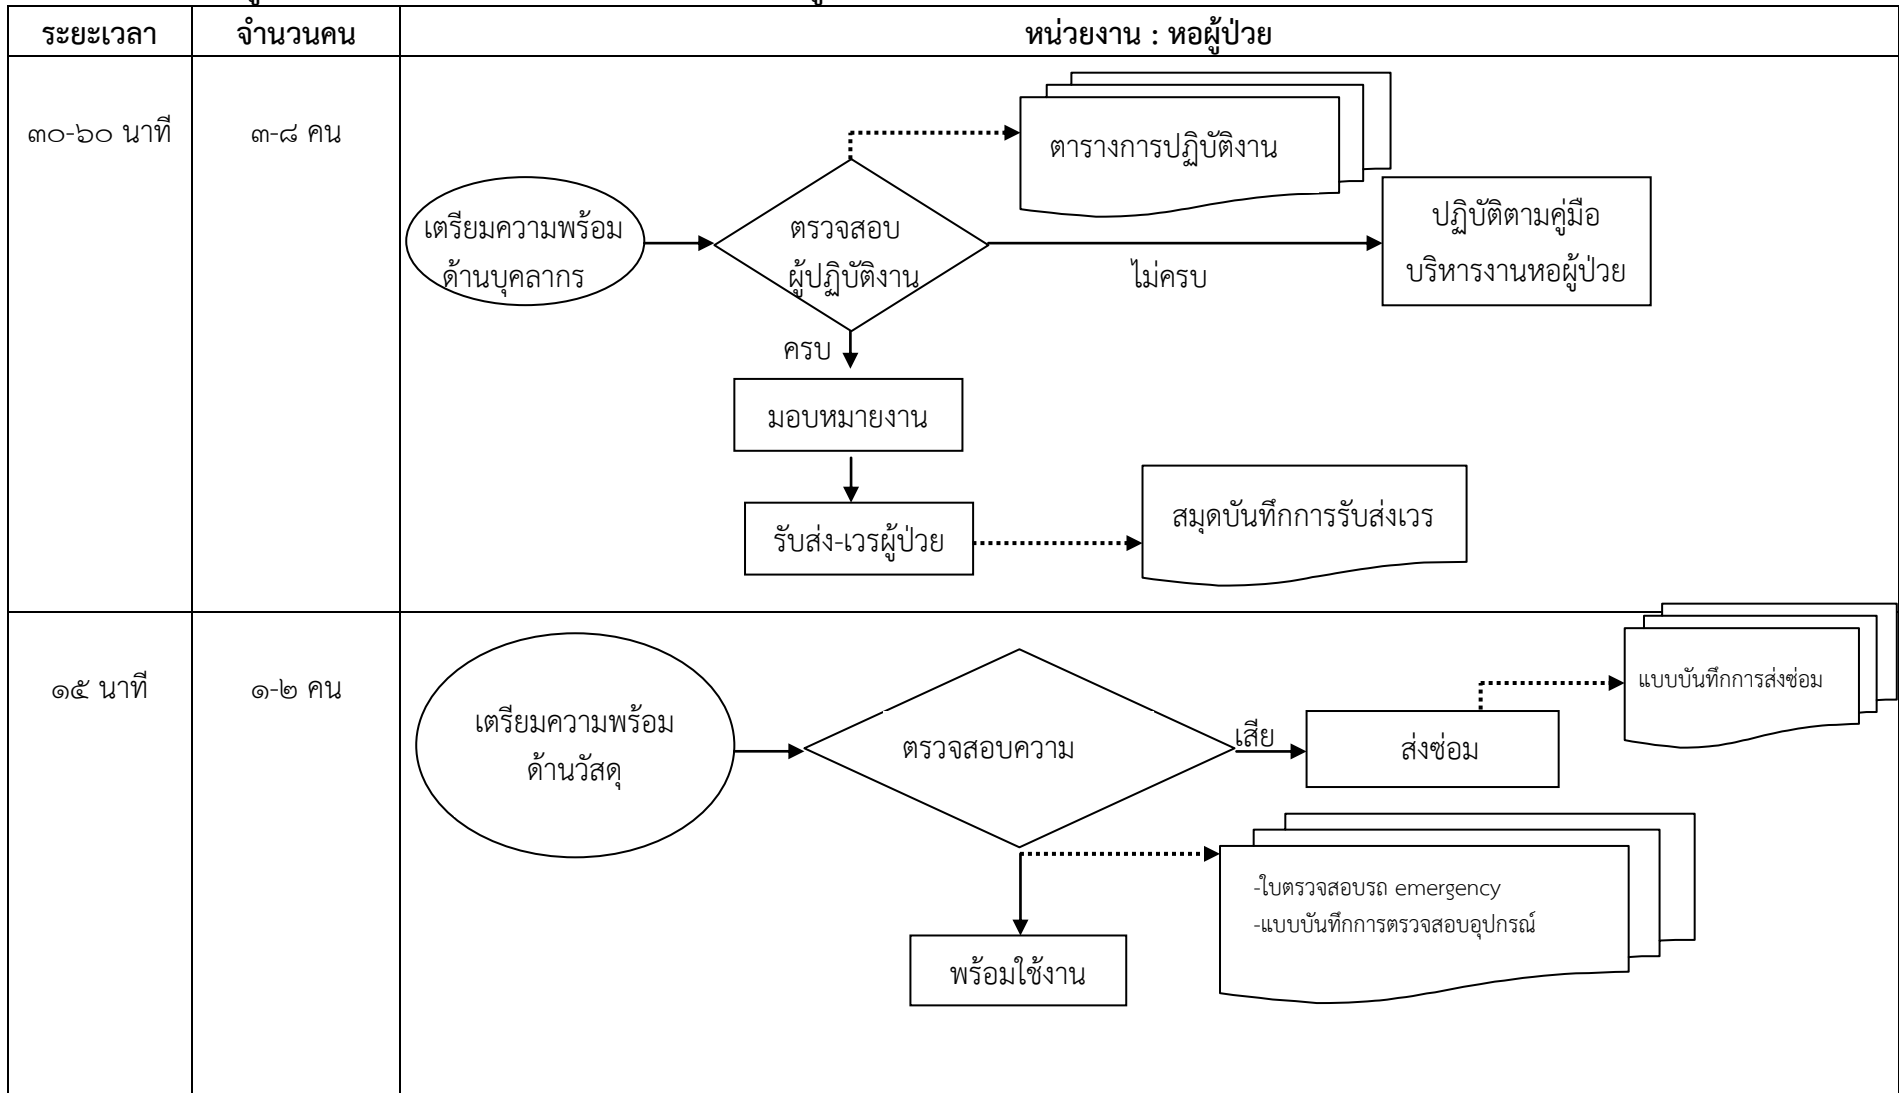 ระยะเวลา
จำนวนคน
หน่วยงาน : หอผู้ป่วย
๓๐-๖๐ นาที
๓-๘ คน
ตารางการปฏิบัติงาน
เตรียมความพร้อม
ด้านบุคลากร
ตรวจสอบ
ผู้ปฏิบัติงาน
ไม่ครบ
ปฏิบัติตามคู่มือ
บริหารงานหอผู้ป่วย
ครบ
มอบหมายงาน
รับส่ง-เวรผู้ป่วย
สมุดบันทึกการรับส่งเวร
๑๕ นาที
๑-๒ คน
เตรียมความพร้อม
ด้านวัสดุ
ตรวจสอบความ
เสีย
ส่งซ่อม
แบบบันทึกการส่งซ่อม
-ใบตรวจสอบรถ emergency
-แบบบันทึกการตรวจสอบอุปกรณ์
พร้อมใช้งาน